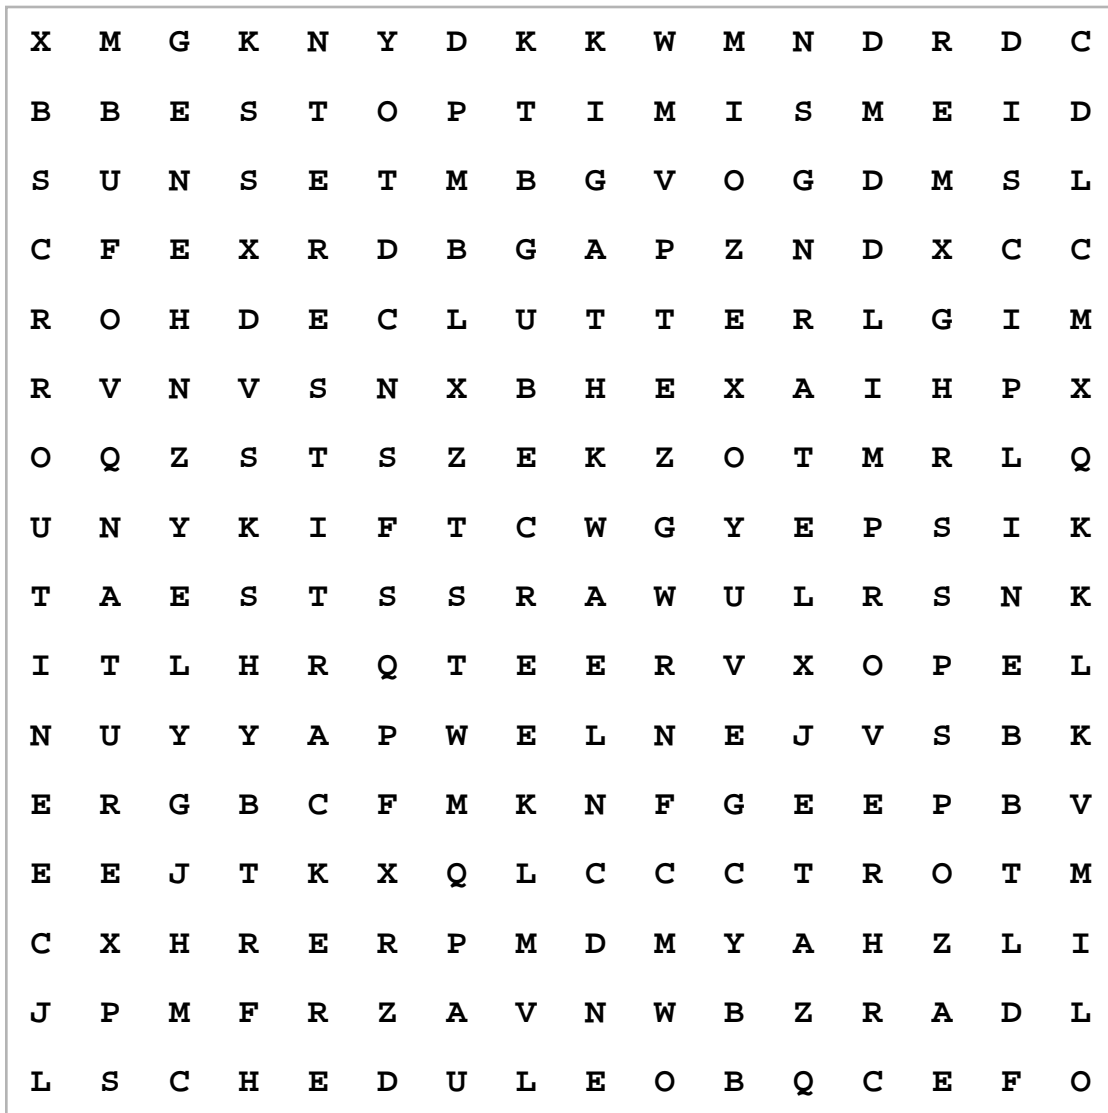 X M G K N Y D K K W M N D R D C
B B E S T O P T I M I S M E I D
S U N S E T M B G V O G D M S L
C F E X R D B G A P Z N D X C C
R O H D E C L U T T E R L G I M
R V N V S N X B H E X A I H P X
O Q Z S T S Z E K Z O T M R L Q
U N Y K I F T C W G Y E P S I K
T A E S T S S R A W U L R S N K
I T L H R Q T E E R V X O P E L
N U Y Y A P W E L N E J V S B K
E R G B C F M K N F G E E P B V
E E J T K X Q L C C C T R O T M
C X H R E R P M D M Y A H Z L I
J P M F R Z A V N W B Z R A D L
L S C H E D U L E O B Q C E F O